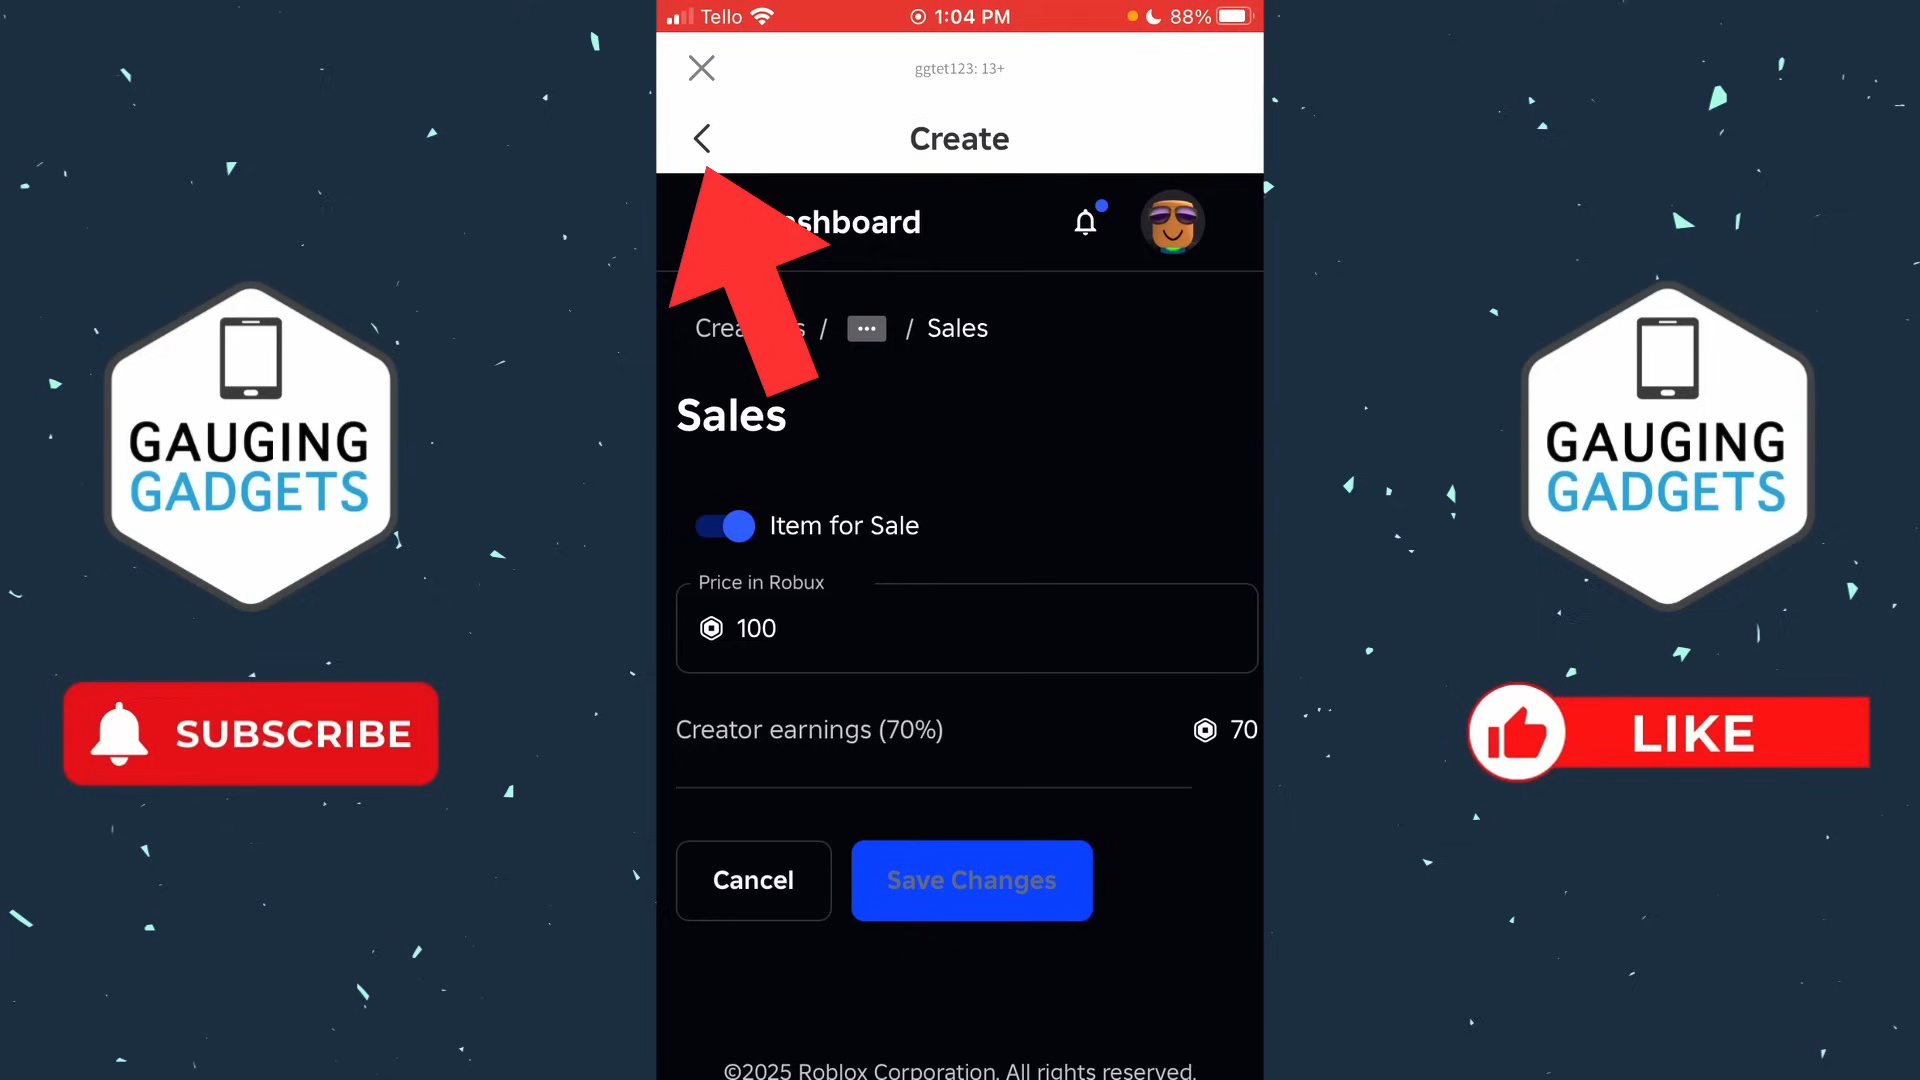 Tello 1:04 PM 88%
ggtet123: 13+
Create
shboard
/ ••• / Sales
Sales
Item for Sale
Price in Robux
100
Creator earnings (70%) 70
Cancel Save Changes
©2025 Roblox Corporation. All rights reserved.
GAUGING
GADGETS
SUBSCRIBE
GAUGING
GADGETS
LIKE